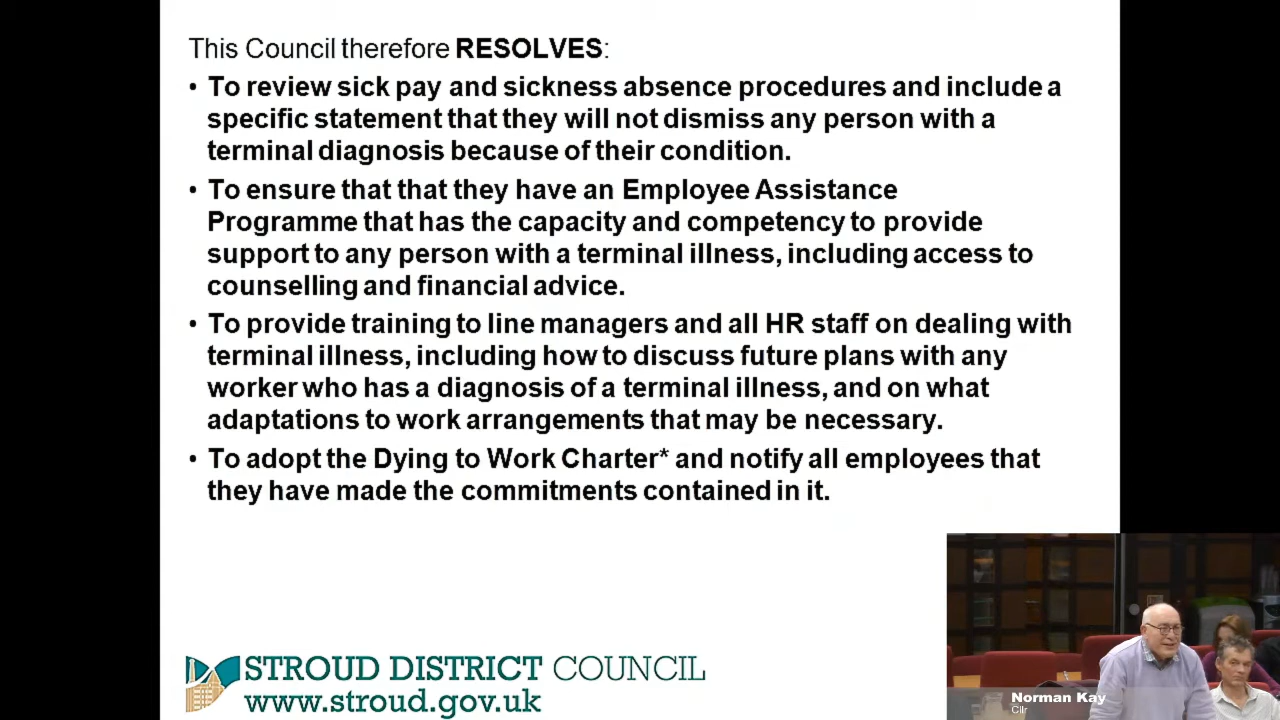 This Council therefore RESOLVES:
• To review sick pay and sickness absence procedures and include a
specific statement that they will not dismiss any person with a
terminal diagnosis because of their condition.
• To ensure that that they have an Employee Assistance
Programme that has the capacity and competency to provide
support to any person with a terminal illness, including access to
counselling and financial advice.
• To provide training to line managers and all HR staff on dealing with
terminal illness, including how to discuss future plans with any
worker who has a diagnosis of a terminal illness, and on what
adaptations to work arrangements that may be necessary.
• To adopt the Dying to Work Charter* and notify all employees that
they have made the commitments contained in it.
STROUD DISTRICT COUNCIL
www.stroud.gov.uk
Norman Kay
Cllr